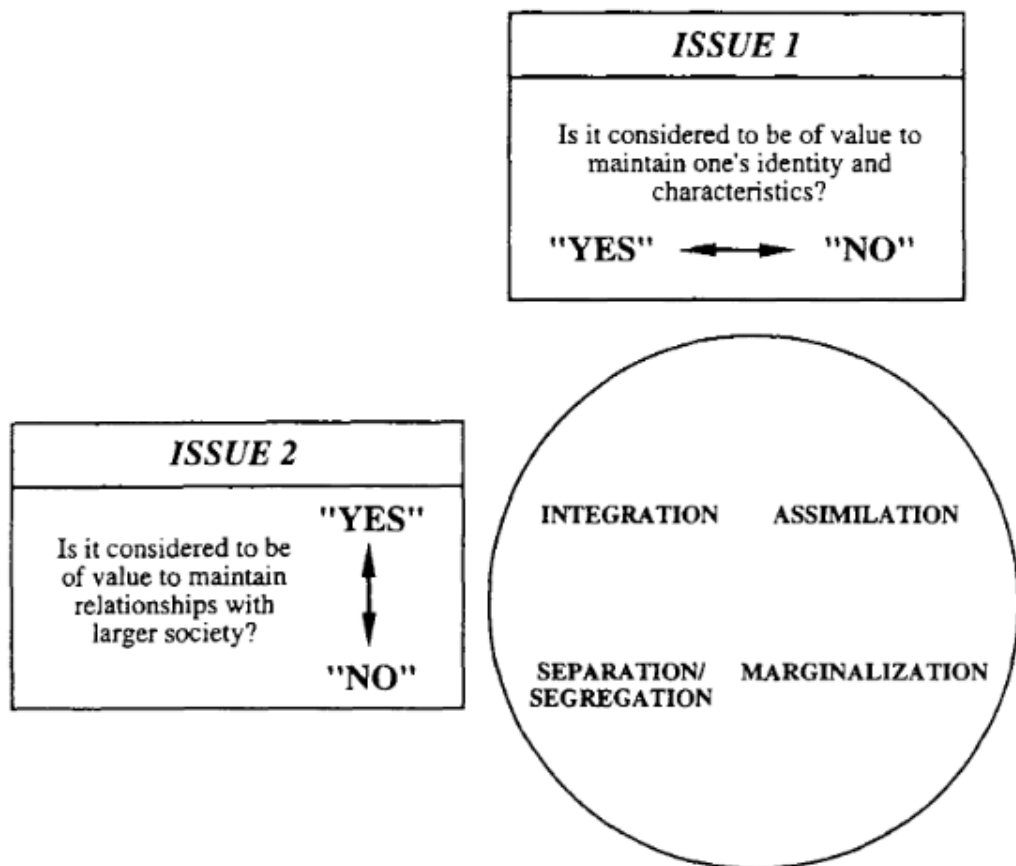 ISSUE 1
Is it considered to be of value to
maintain one's identity and
characteristics?
"YES" "NO"
ISSUE 2
"YES"
Is it considered to be
of value to maintain
relationships with
larger society?
"NO"
INTEGRATION ASSIMILATION
SEPARATION/ MARGINALIZATION
SEGREGATION